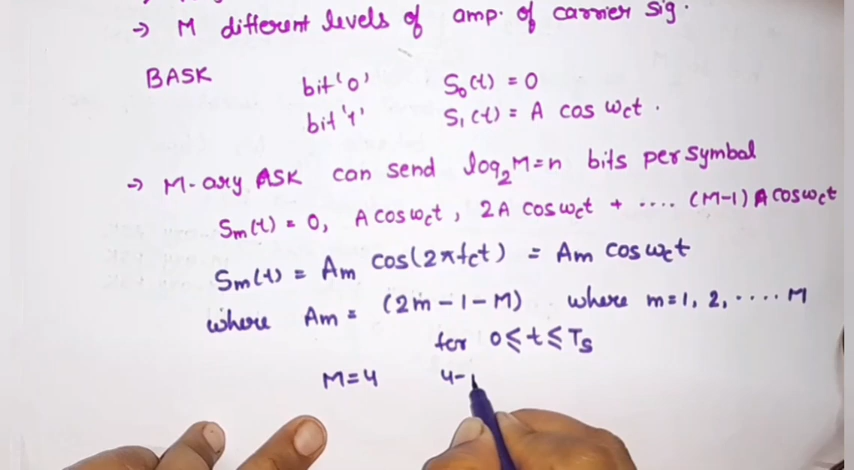 → M different levels of amp. of carrier sig.
BASK bit '0' S₀(t) = 0
bit '1' S₁(t) = A cos ωct.
→ M-ary ASK can send log₂M=n bits per symbol
Sm(t) = 0, A cos ωct, 2A cos ωct + .... (M-1) A cos ωct
Sm(t) = Am cos(2πfct) = Am cos ωct
where Am = (2m-1-M) where m=1, 2, .... M
for 0≤t≤Ts
M=4 4-